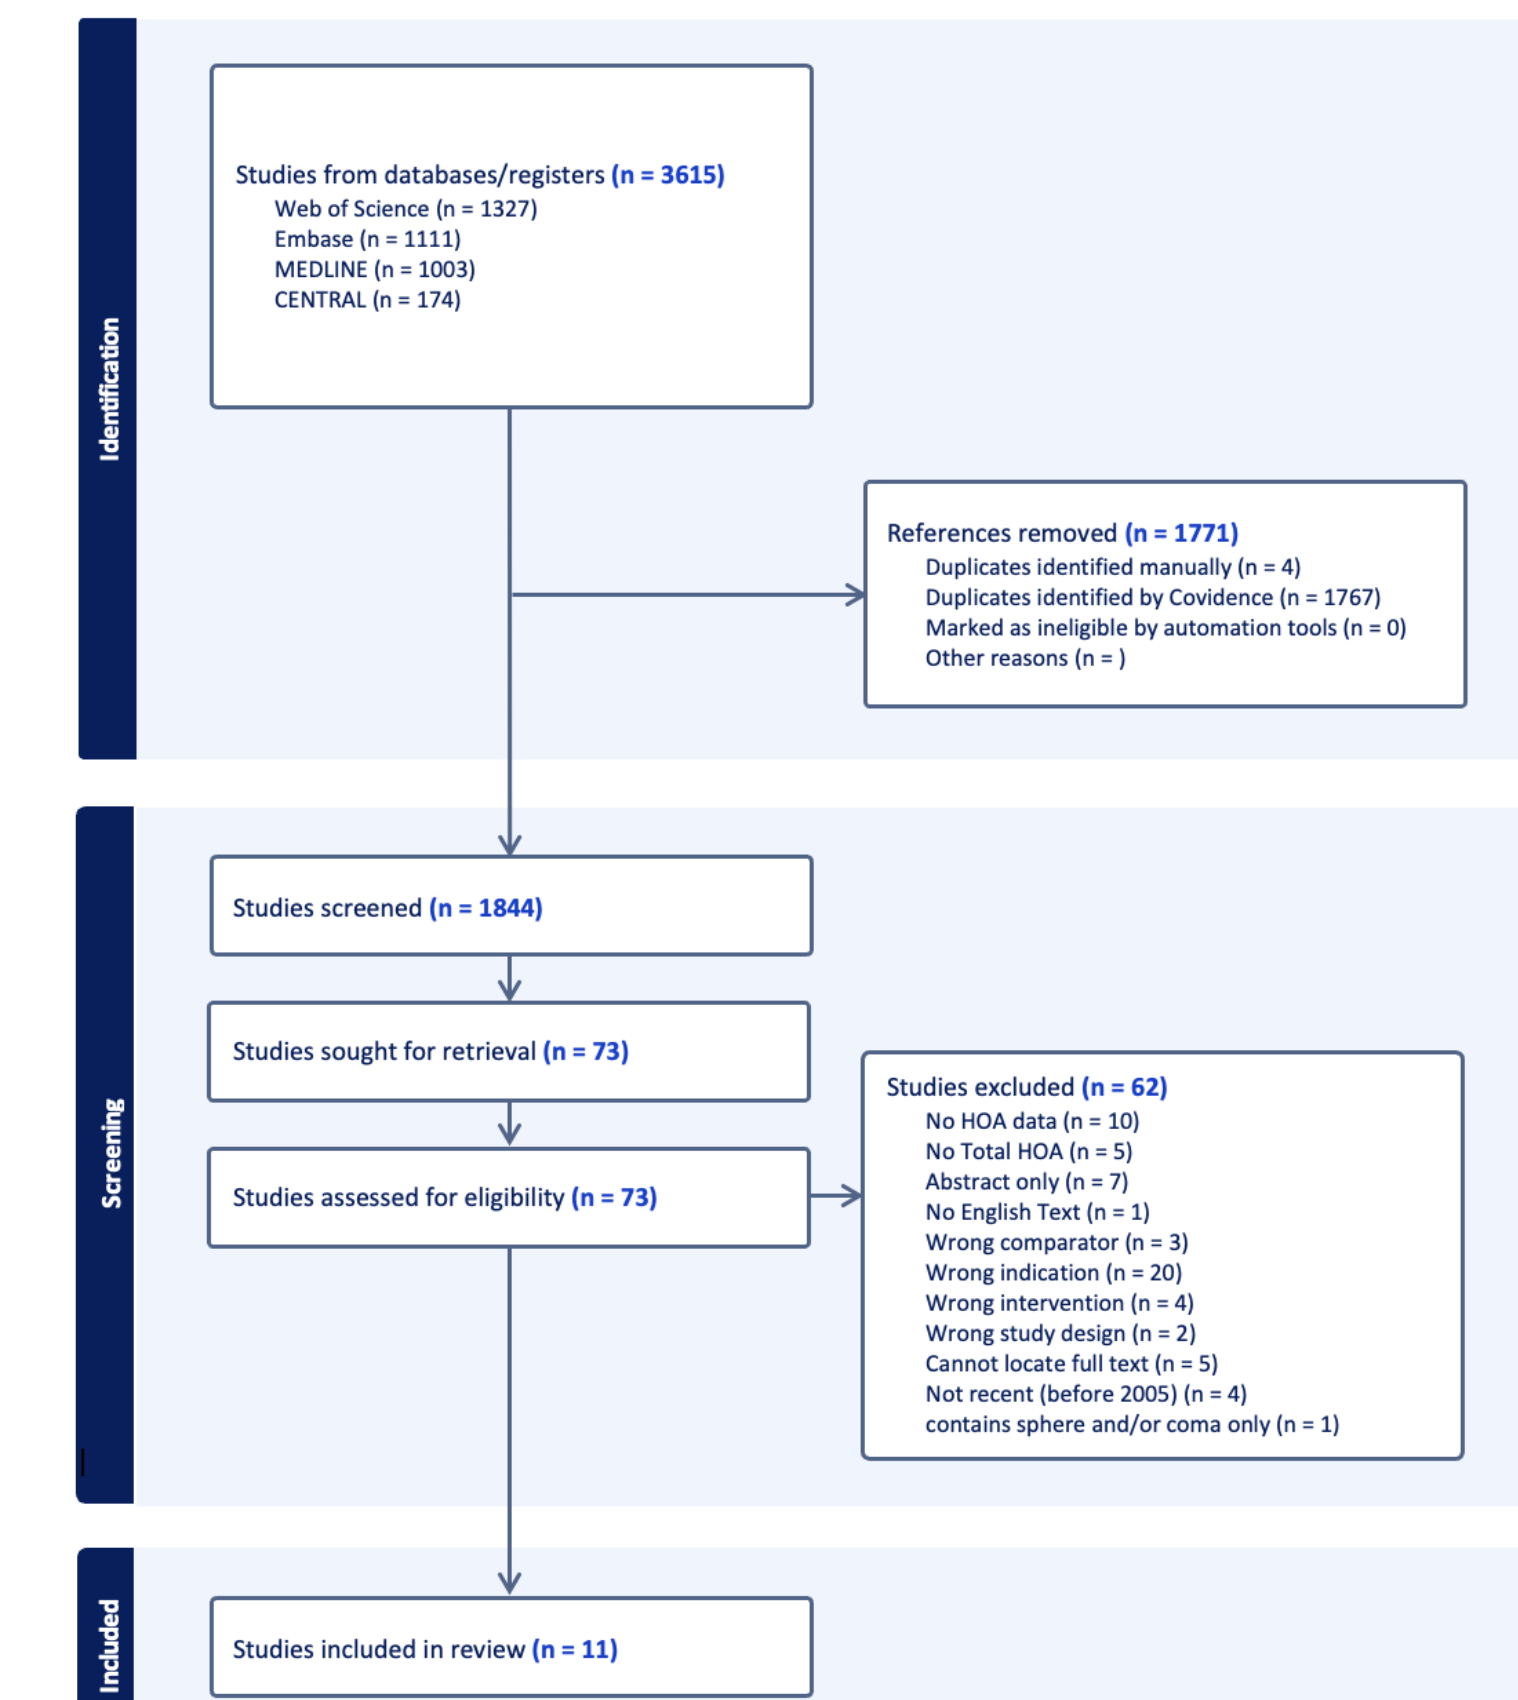 Identification
Studies from databases/registers (n = 3615)
Web of Science (n = 1327)
Embase (n = 1111)
MEDLINE (n = 1003)
CENTRAL (n = 174)
References removed (n = 1771)
Duplicates identified manually (n = 4)
Duplicates identified by Covidence (n = 1767)
Marked as ineligible by automation tools (n = 0)
Other reasons (n = )
Screening
Studies screened (n = 1844)
Studies sought for retrieval (n = 73)
Studies assessed for eligibility (n = 73)
Studies excluded (n = 62)
No HOA data (n = 10)
No Total HOA (n = 5)
Abstract only (n = 7)
No English Text (n = 1)
Wrong comparator (n = 3)
Wrong indication (n = 20)
Wrong intervention (n = 4)
Wrong study design (n = 2)
Cannot locate full text (n = 5)
Not recent (before 2005) (n = 4)
contains sphere and/or coma only (n = 1)
Included
Studies included in review (n = 11)